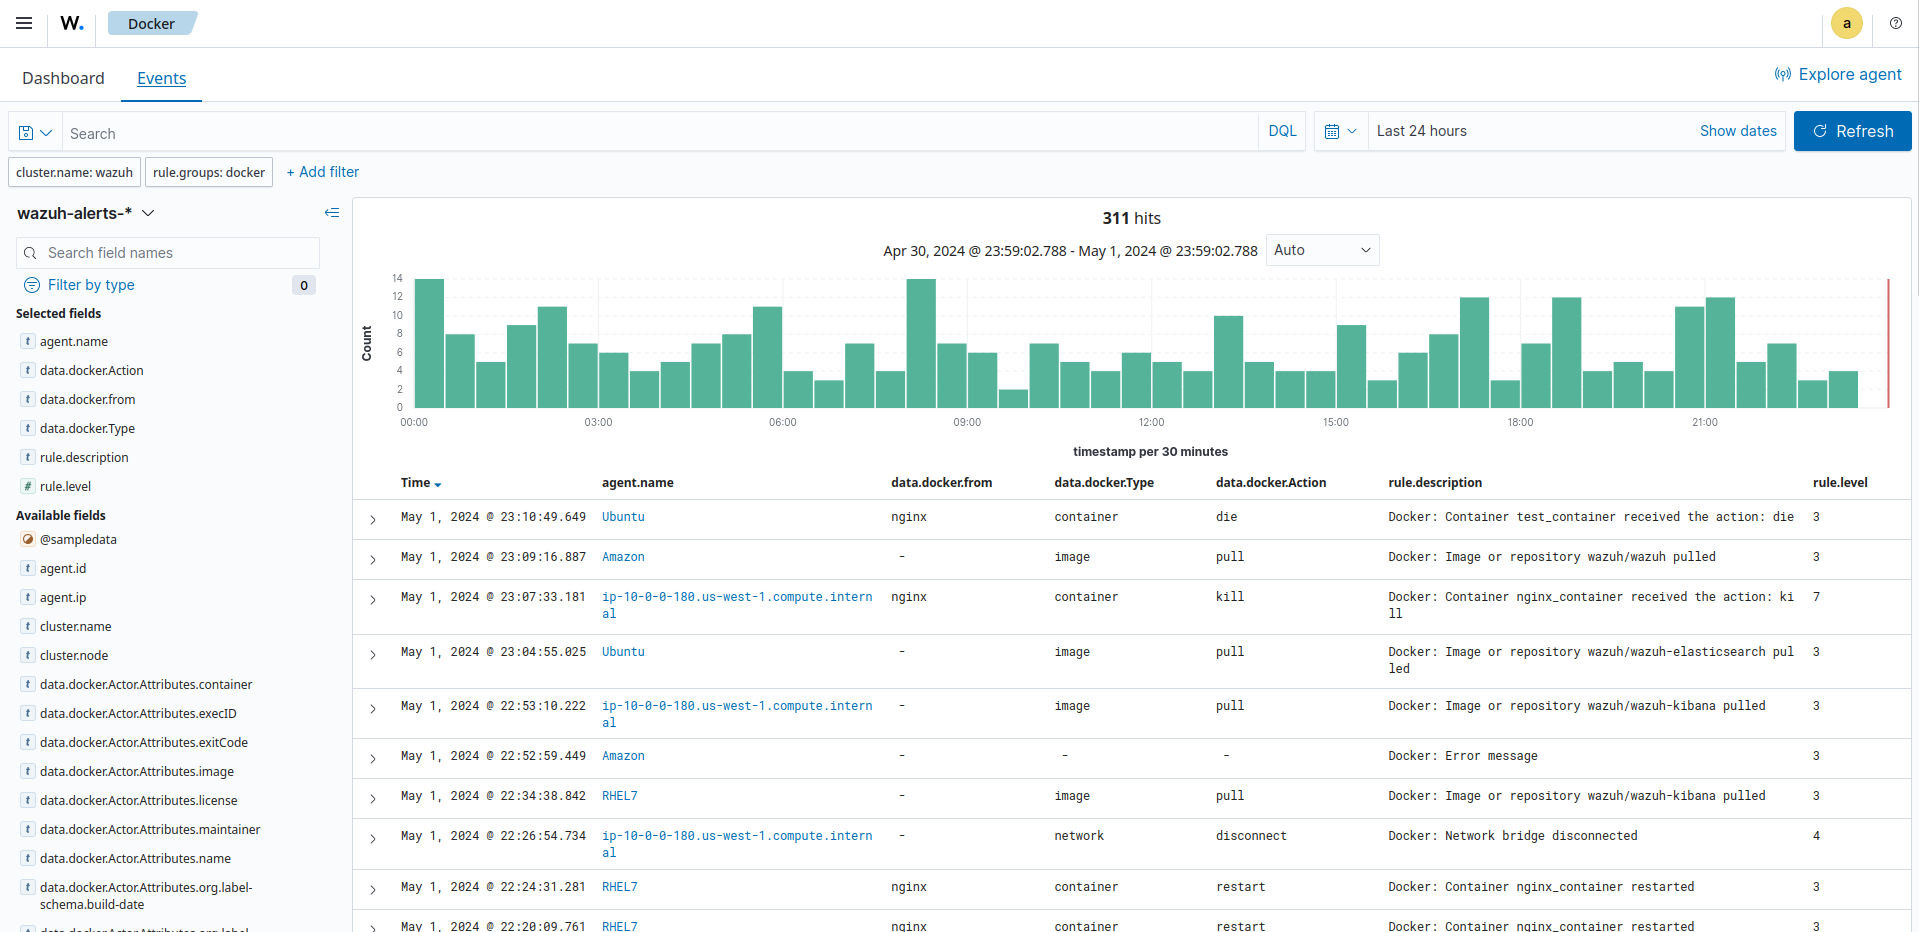 W.
Docker
a
Dashboard
Events
Explore agent
Search
DQL
Last 24 hours
Show dates
Refresh
cluster.name: wazuh
rule.groups: docker
+ Add filter
wazuh-alerts-*
Search field names
Filter by type
0
Selected fields
t agent.name
t data.docker.Action
t data.docker.from
t data.docker.Type
t rule.description
# rule.level
Available fields
@sampledata
t agent.id
t agent.ip
t cluster.name
t cluster.node
t data.docker.Actor.Attributes.container
t data.docker.Actor.Attributes.execID
t data.docker.Actor.Attributes.exitCode
t data.docker.Actor.Attributes.image
t data.docker.Actor.Attributes.license
t data.docker.Actor.Attributes.maintainer
t data.docker.Actor.Attributes.name
t data.docker.Actor.Attributes.org.label-
schema.build-date
311 hits
Apr 30, 2024 @ 23:59:02.788 - May 1, 2024 @ 23:59:02.788
Auto
Count
14
12
10
8
6
4
2
0
00:00 03:00 06:00 09:00 12:00 15:00 18:00 21:00
timestamp per 30 minutes
Time agent.name data.docker.from data.docker.Type data.docker.Action rule.description rule.level
May 1, 2024 @ 23:10:49.649 Ubuntu nginx container die Docker: Container test_container received the action: die 3
May 1, 2024 @ 23:09:16.887 Amazon - image pull Docker: Image or repository wazuh/wazuh pulled 3
May 1, 2024 @ 23:07:33.181 ip-10-0-0-180.us-west-1.compute.intern nginx container kill Docker: Container nginx_container received the action: ki 7
al ll
May 1, 2024 @ 23:04:55.025 Ubuntu - image pull Docker: Image or repository wazuh/wazuh-elasticsearch pul 3
led
May 1, 2024 @ 22:53:10.222 ip-10-0-0-180.us-west-1.compute.intern - image pull Docker: Image or repository wazuh/wazuh-kibana pulled 3
al
May 1, 2024 @ 22:52:59.449 Amazon - - - Docker: Error message 3
May 1, 2024 @ 22:34:38.842 RHEL7 - image pull Docker: Image or repository wazuh/wazuh-kibana pulled 3
May 1, 2024 @ 22:26:54.734 ip-10-0-0-180.us-west-1.compute.intern - network disconnect Docker: Network bridge disconnected 4
al
May 1, 2024 @ 22:24:31.281 RHEL7 nginx container restart Docker: Container nginx_container restarted 3
May 1, 2024 @ 22:20:09.761 RHEL7 nginx container restart Docker: Container nginx_container restarted 3